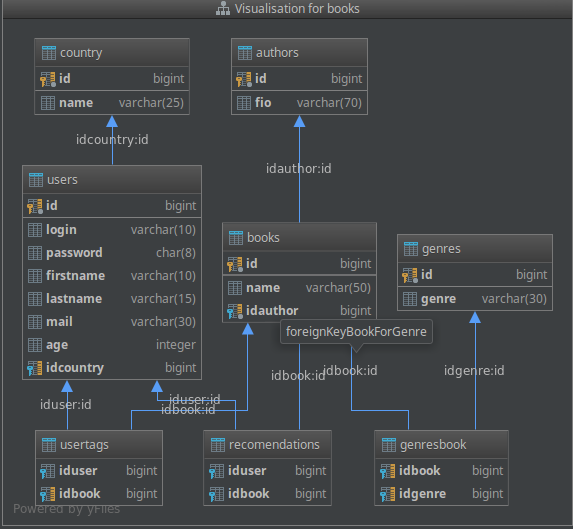 Visualisation for books
country
id bigint
name varchar(25)
authors
id bigint
fio varchar(70)
idcountry:id
idauthor:id
users
id bigint
login varchar(10)
password char(8)
firstname varchar(10)
lastname varchar(15)
mail varchar(30)
age integer
idcountry bigint
books
id bigint
name varchar(50)
idauthor bigint
genres
id bigint
genre varchar(30)
foreignKeyBookForGenre
idbook:id
idbook:id
idgenre:id
iduser:id
iduser:id
idbook:id
usertags
iduser bigint
idbook bigint
recomendations
iduser bigint
idbook bigint
genresbook
idbook bigint
idgenre bigint
Powered by yFiles